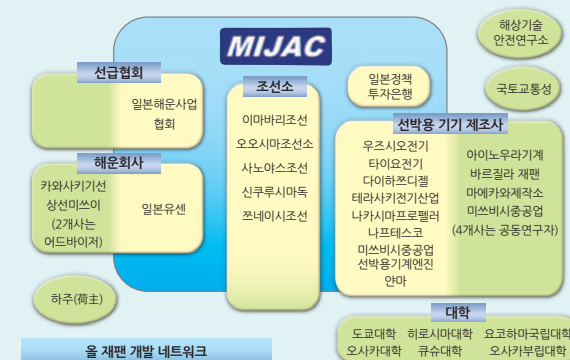 MIJAC
해상기술
안전연구소
국토교통성
선급협회
일본해운사업
협회
해운회사
카와사키기선
상선미쓰이
(2개사는
어드바이저)
일본유센
하주(荷主)
조선소
이마바리조선
오오시마조선소
사노야스조선
신쿠루시마독
쯔네이시조선
일본정책
투자은행
선박용 기기 제조사
우즈시오전기
타이요전기
다이하쯔디젤
테라사키전기산업
나카시마프로펠러
나프테스코
미쯔비시중공업
선박용기계엔진
얀마
아이노우라기계
바르질라 재팬
마에카와제작소
미쯔비시중공업
(4개사는 공동연구자)
대학
도쿄대학 히로시마대학 요코하마국립대학
오사카대학 큐슈대학 오사카부립대학
올 재팬 개발 네트워크